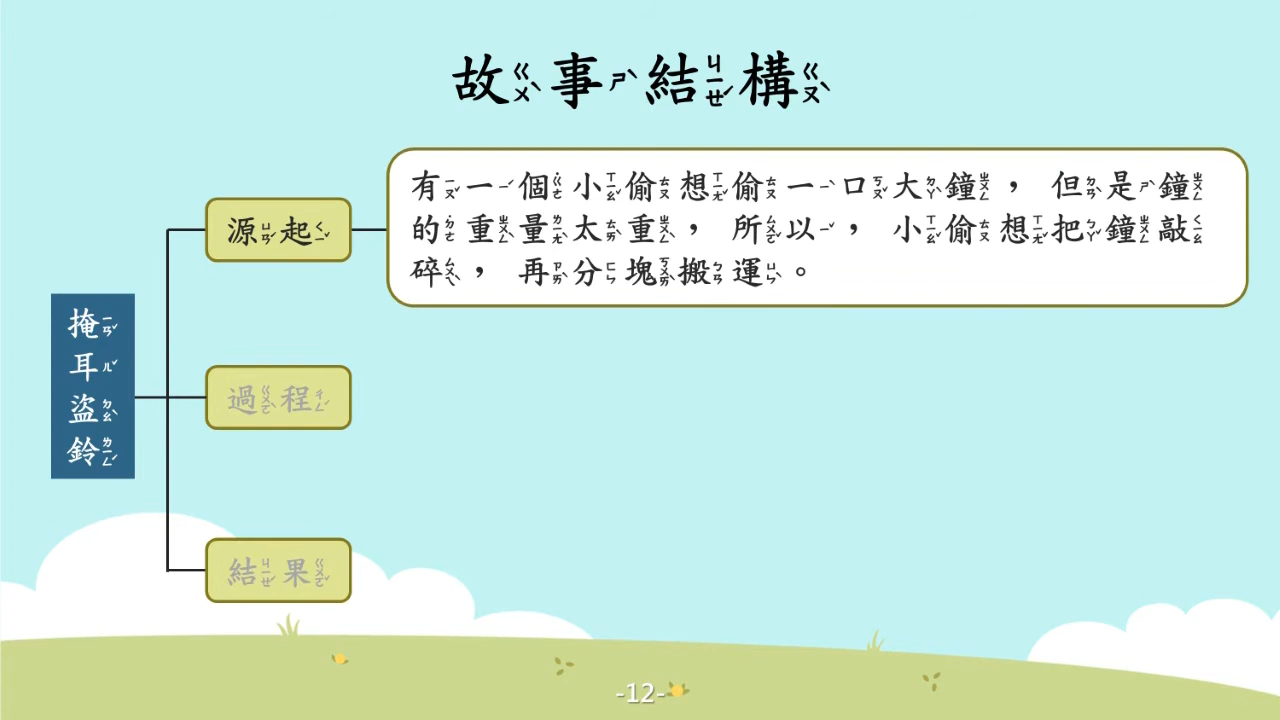 故事結構
有一個小偷想偷一口大鐘，但是鐘
的重量太重，所以，小偷想把鐘敲
碎，再分塊搬運。
源起
掩耳盜鈴
過程
結果
-12-